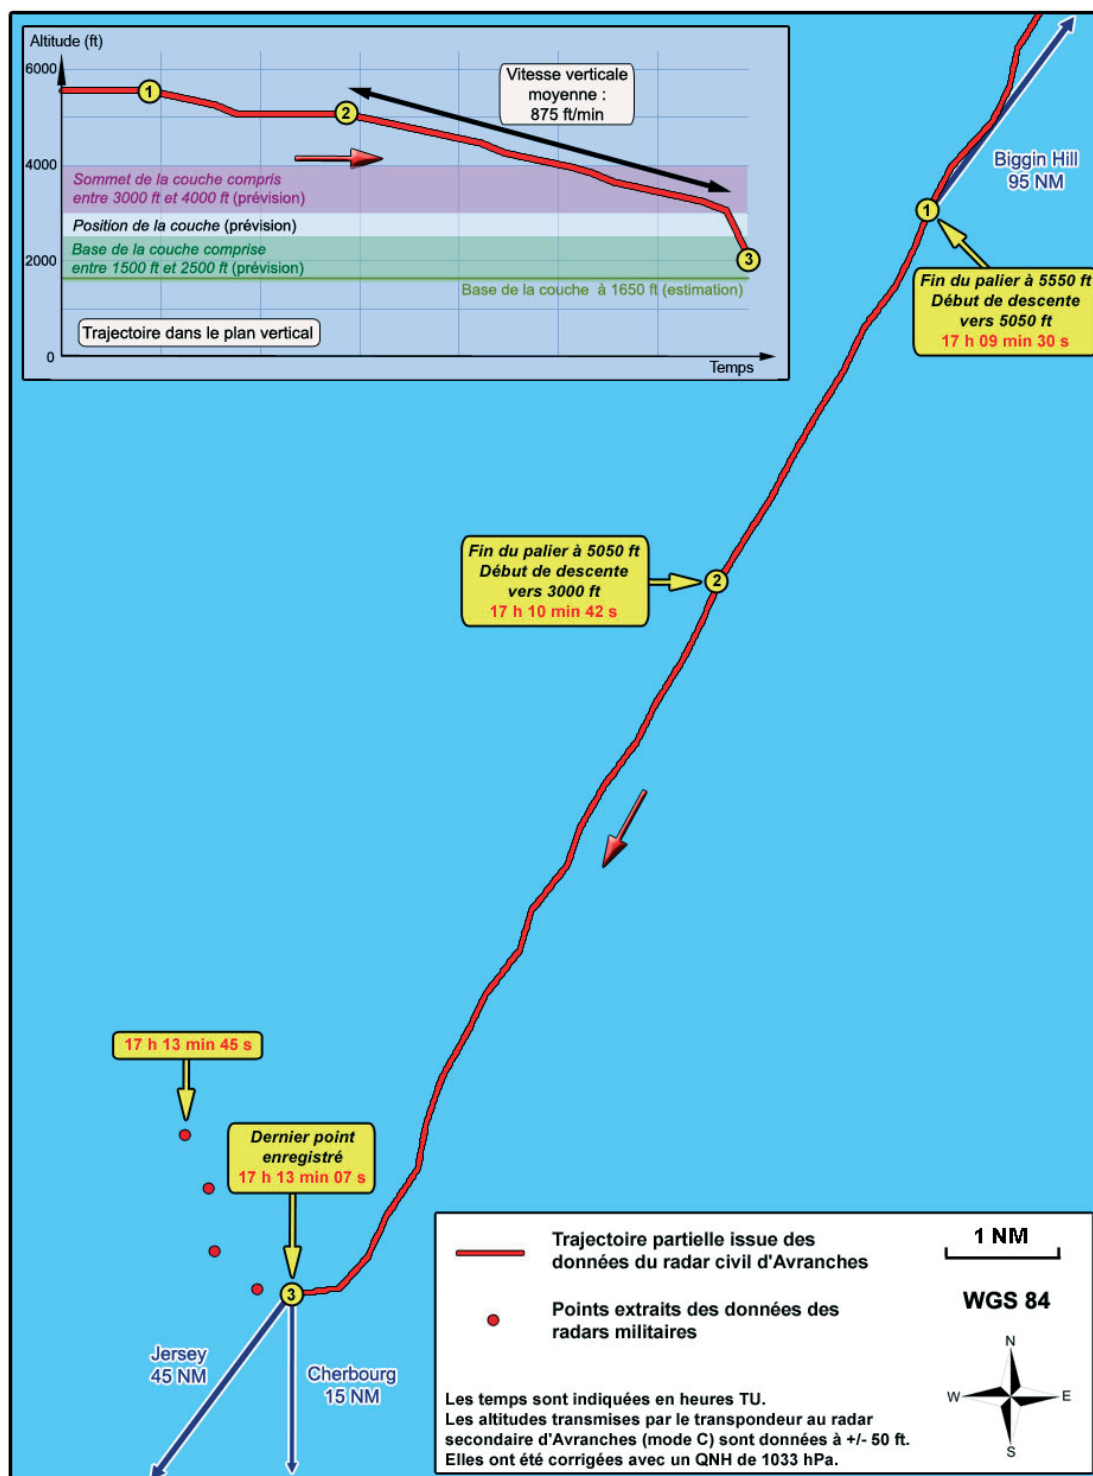 Altitude (ft)
6000
4000
2000
0
1
2
3
Vitesse verticale
moyenne :
875 ft/min
Sommet de la couche compris
entre 3000 ft et 4000 ft (prévision)
Position de la couche (prévision)
Base de la couche comprise
entre 1500 ft et 2500 ft (prévision)
Base de la couche à 1650 ft (estimation)
Trajectoire dans le plan vertical
Temps
Biggin Hill
95 NM
1
Fin du palier à 5550 ft
Début de descente
vers 5050 ft
17 h 09 min 30 s
Fin du palier à 5050 ft
Début de descente
vers 3000 ft
17 h 10 min 42 s
2
17 h 13 min 45 s
Dernier point
enregistré
17 h 13 min 07 s
3
Jersey
45 NM
Cherbourg
15 NM
Trajectoire partielle issue des
données du radar civil d'Avranches
Points extraits des données des
radars militaires
1 NM
WGS 84
N
W
E
S
Les temps sont indiquées en heures TU.
Les altitudes transmises par le transpondeur au radar
secondaire d'Avranches (mode C) sont données à +/- 50 ft.
Elles ont été corrigées avec un QNH de 1033 hPa.